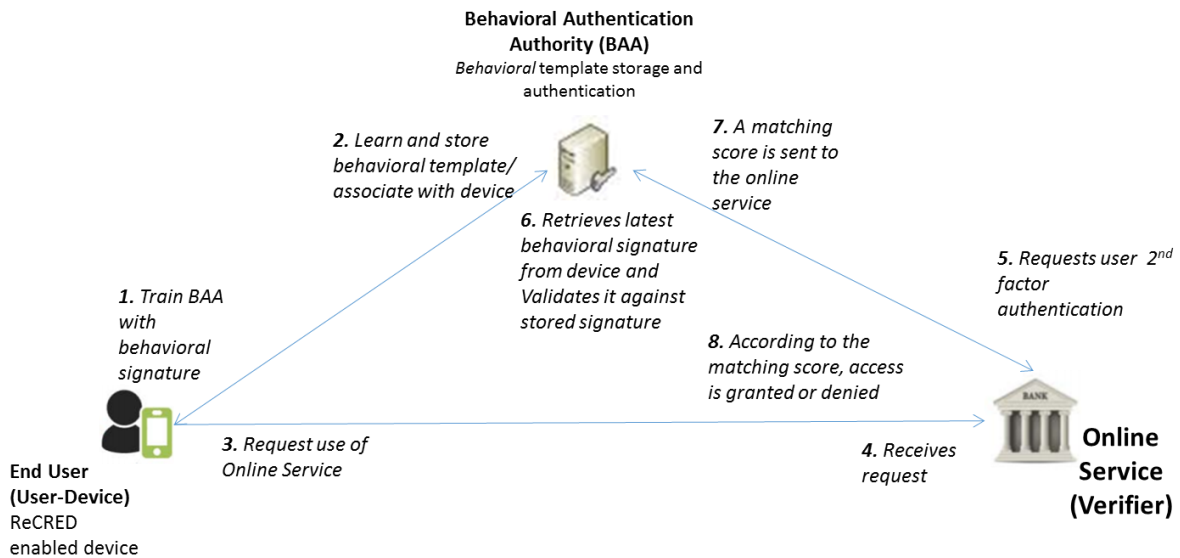 Behavioral Authentication
Authority (BAA)
Behavioral template storage and
authentication
2. Learn and store
behavioral template/
associate with device
7. A matching
score is sent to
the online
service
6. Retrieves latest
behavioral signature
from device and
Validates it against
stored signature
5. Requests user 2nd
factor
authentication
1. Train BAA
with
behavioral
signature
8. According to the
matching score, access
is granted or denied
BANK
3. Request use of
Online Service
4. Receives
request
Online
Service
(Verifier)
End User
(User-Device)
ReCRED
enabled device